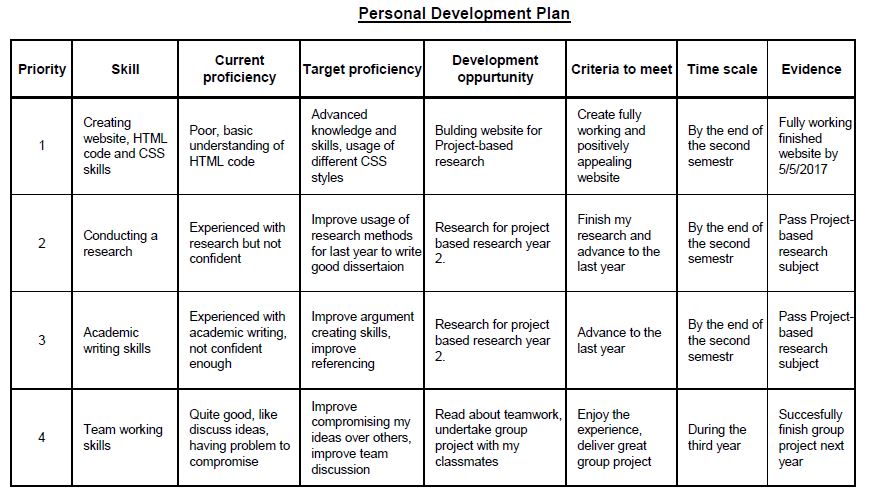 Personal Development Plan
Priority
Skill
Current
proficiency
Target proficiency
Development
oppurtunity
Criteria to meet
Time scale
Evidence
1
Creating
website, HTML
code and CSS
skills
Poor, basic
understanding of
HTML code
Advanced
knowledge and
skills, usage of
different CSS
styles
Bulding website for
Project-based
research
Create fully
working and
positively
appealing
website
By the end of
the second
semestr
Fully working
finished
website by
5/5/2017
2
Conducting a
research
Experienced with
research but not
confident
Improve usage of
research methods
for last year to write
good dissertaion
Research for project
based research year
2.
Finish my
research and
advance to the
last year
By the end of
the second
semestr
Pass Project-
based
research
subject
3
Academic
writing skills
Experienced with
academic writing,
not confident
enough
Improve argument
creating skills,
improve
referencing
Research for project
based research year
2.
Advance to the
last year
By the end of
the second
semestr
Pass Project-
based
research
subject
4
Team working
skills
Quite good, like
discuss ideas,
having problem to
compromise
Improve
compromising my
ideas over others,
improve team
discussion
Read about teamwork,
undertake group
project with my
classmates
Enjoy the
experience,
deliver great
group project
During the
third year
Succesfully
finish group
project next
year